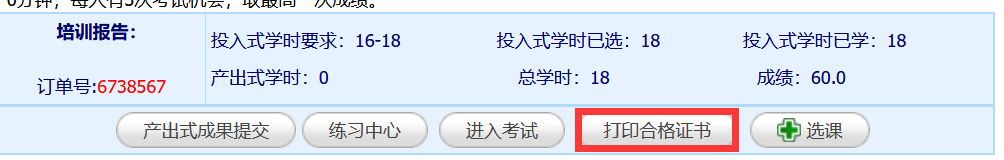 0分钟，每人有3次考试机会，取最高一次成绩。
培训报告：
投入式学时要求：16-18 投入式学时已选：18 投入式学时已学：18
订单号:6738567
产出式学时：0 总学时：18 成绩：60.0
产出式成果提交 练习中心 进入考试 打印合格证书 选课